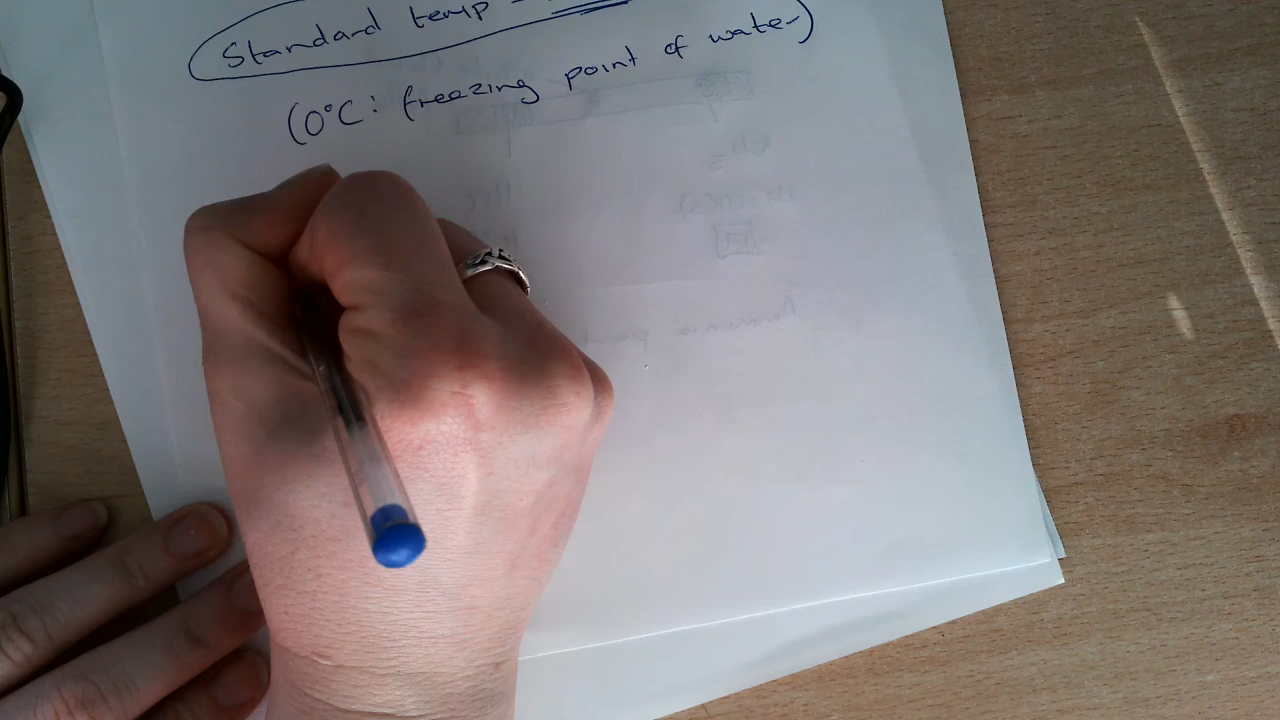 Standard temp -
(0°C: freezing point of water)